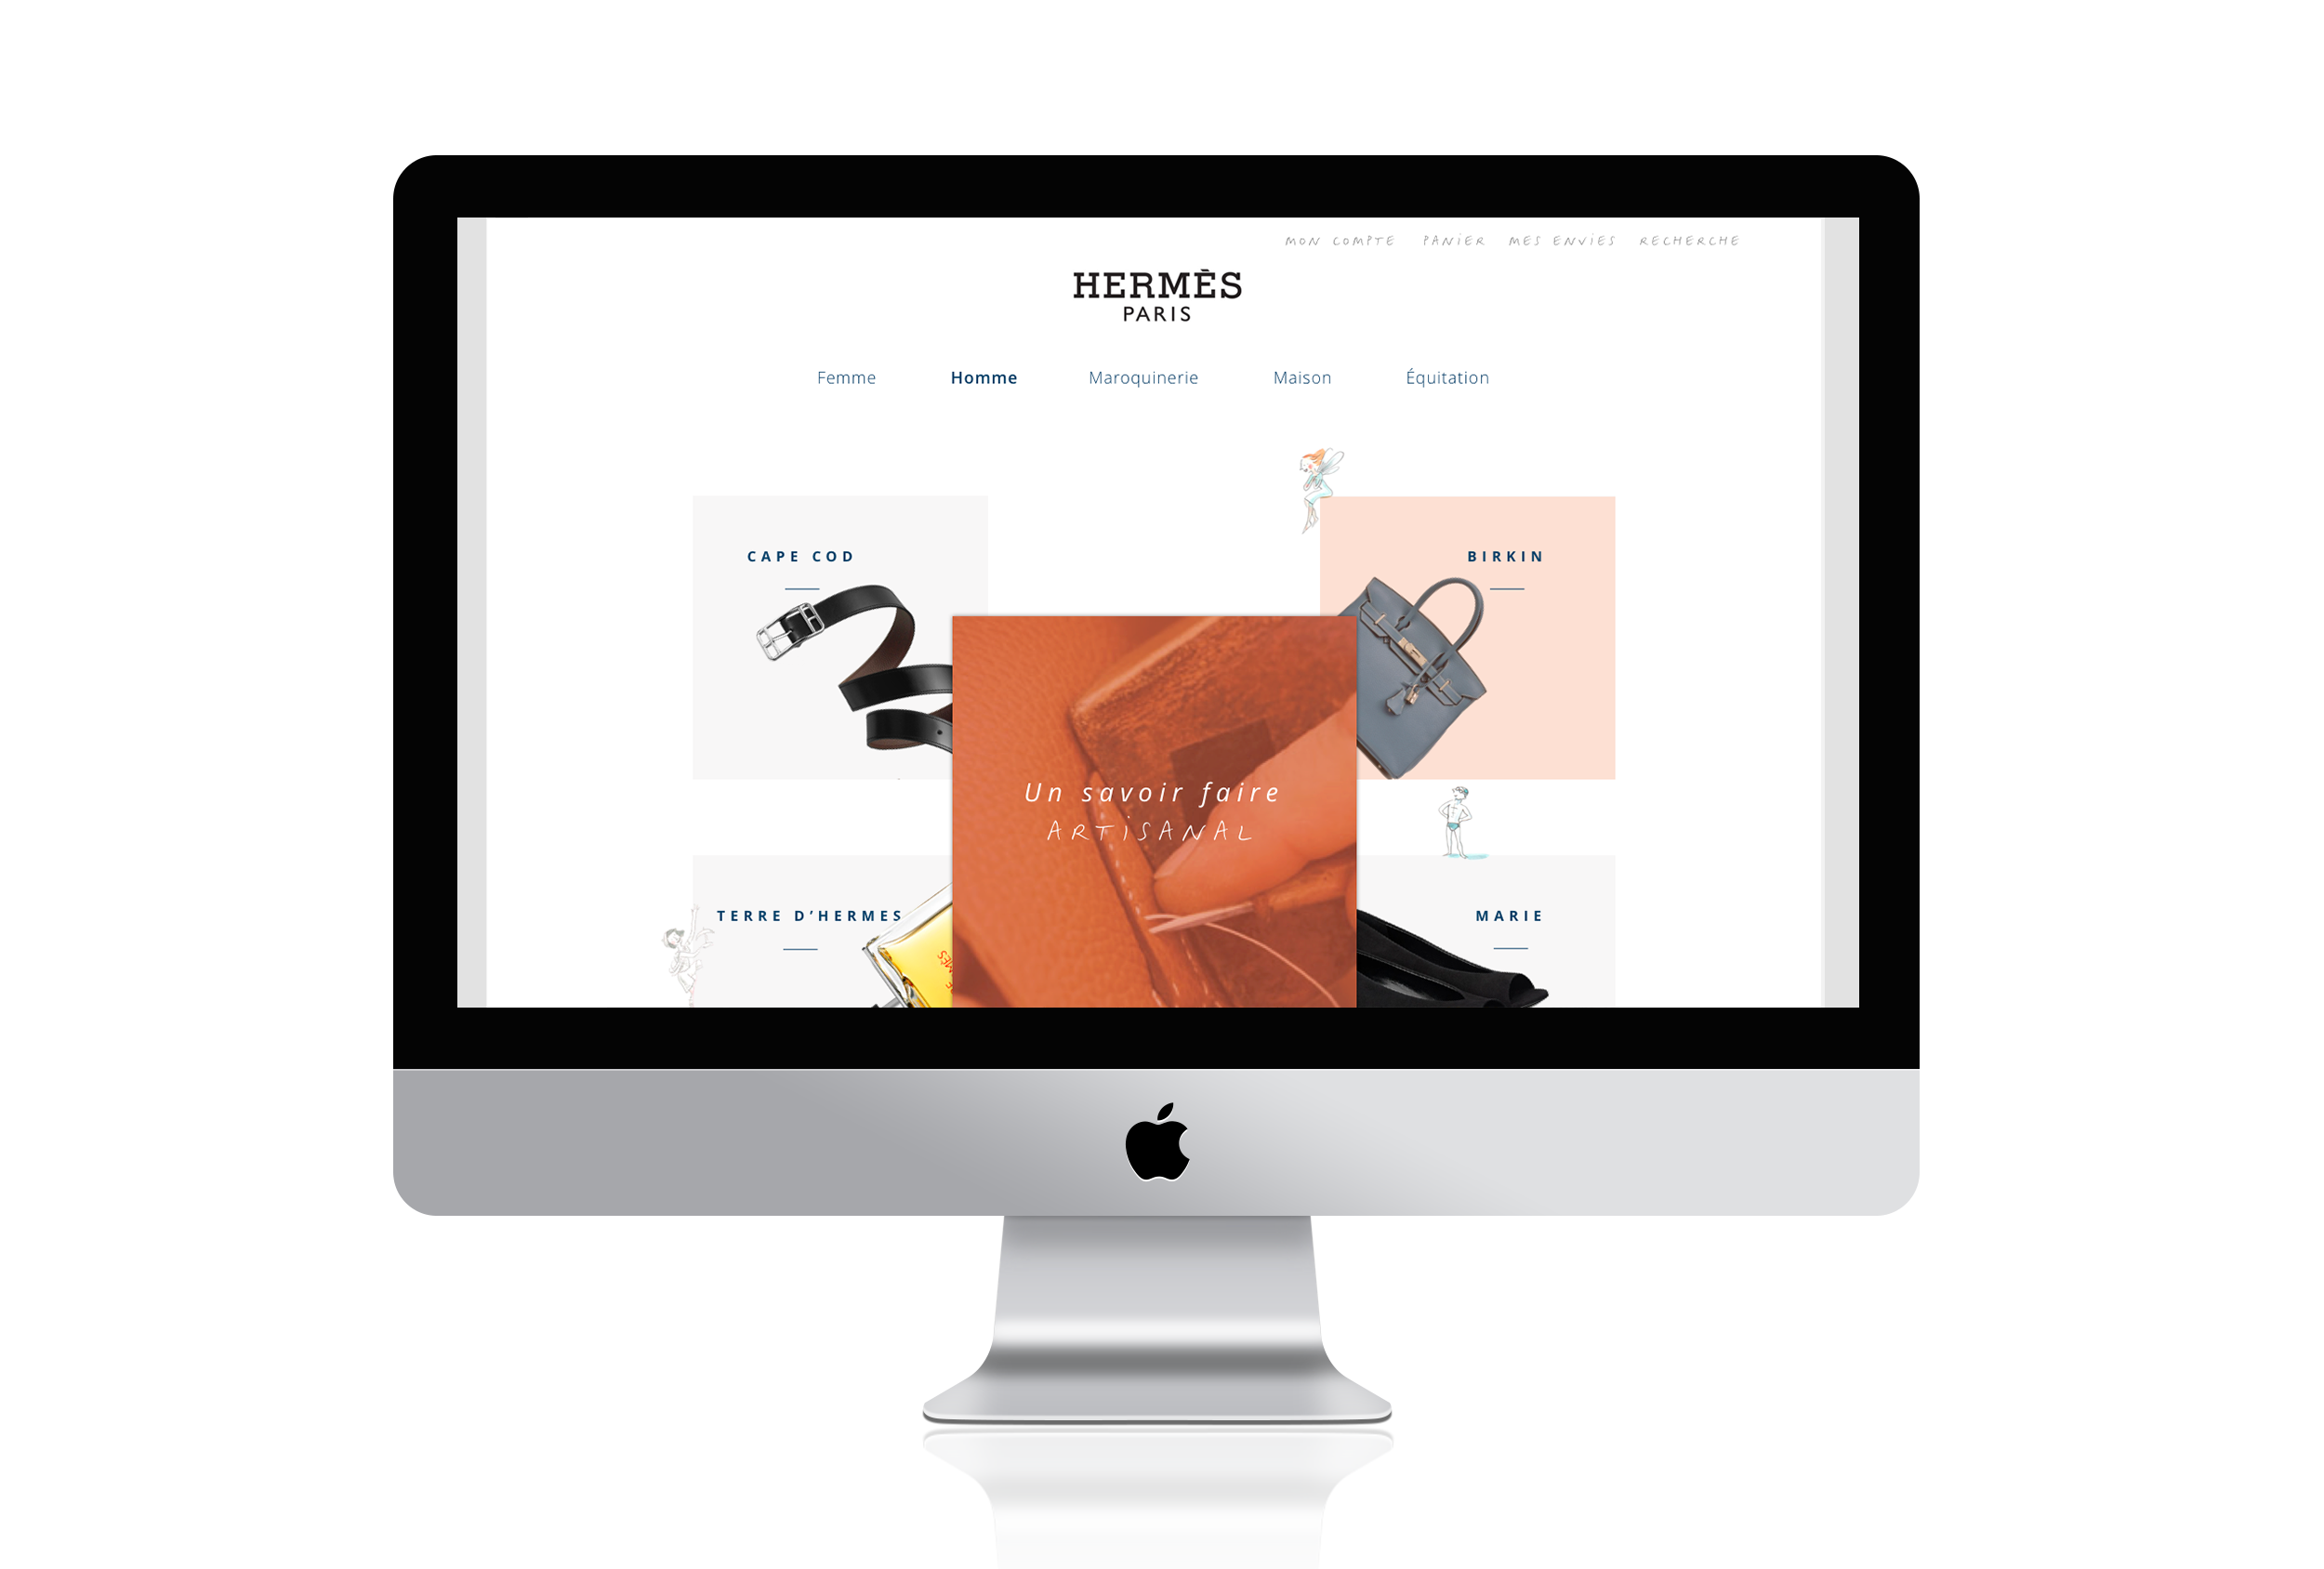 MON COMPTE PANIER MES ENVIES RECHERCHE
HERMÈS
PARIS
Femme Homme Maroquinerie Maison Équitation
CAPE COD
BIRKIN
Un savoir faire
ARTISANAL
TERRE D’HERMES
MARIE